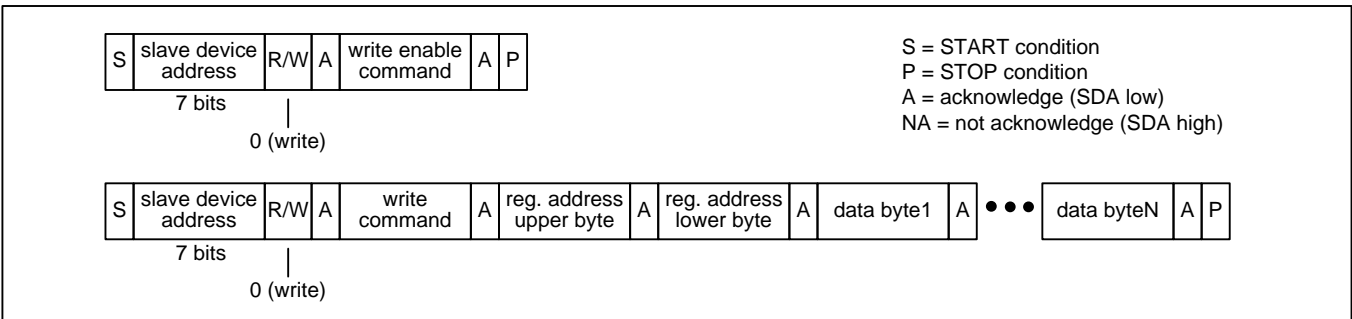 S slave device address R/W A write enable command A P
7 bits
0 (write)
S = START condition
P = STOP condition
A = acknowledge (SDA low)
NA = not acknowledge (SDA high)
S slave device address R/W A write command A reg. address upper byte A reg. address lower byte A data byte1 A ••• data byteN A P
7 bits
0 (write)